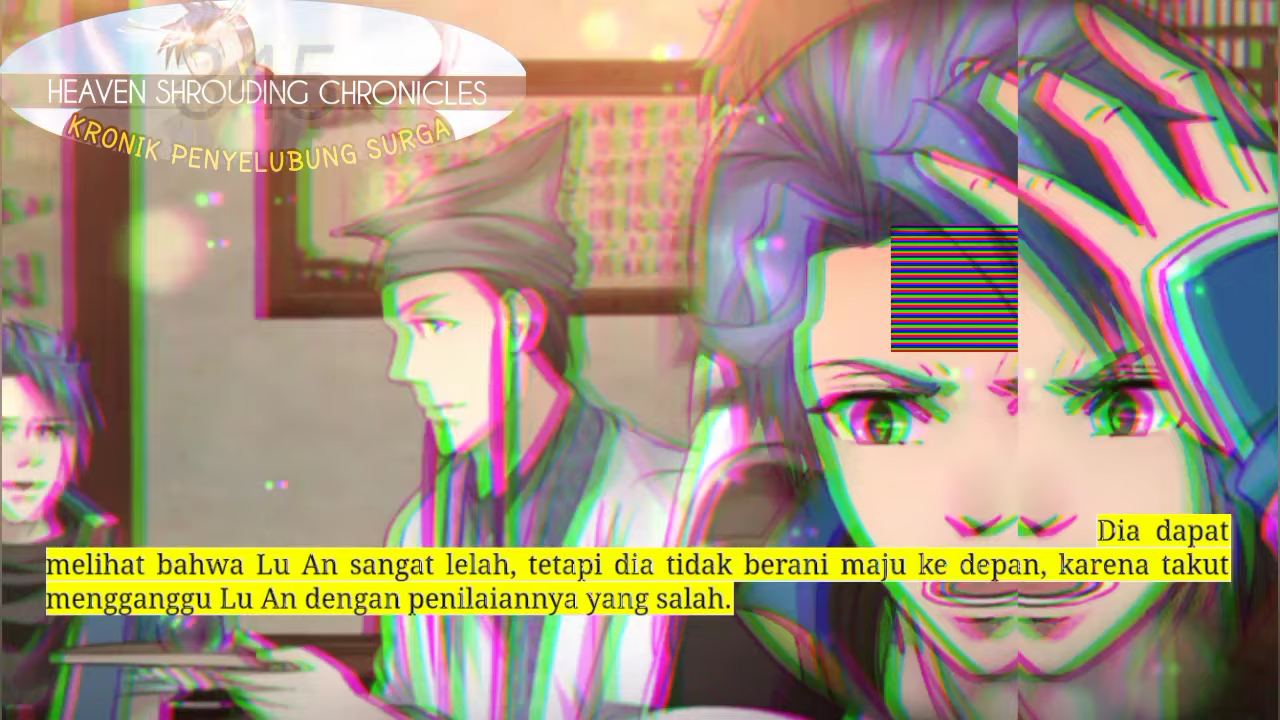 315
HEAVEN SHROUDING CHRONICLES
KRONIK PENYELUBUNG SURGA
Dia dapat
melihat bahwa Lu An sangat lelah, tetapi dia tidak berani maju ke depan, karena takut
mengganggu Lu An dengan penilaiannya yang salah.